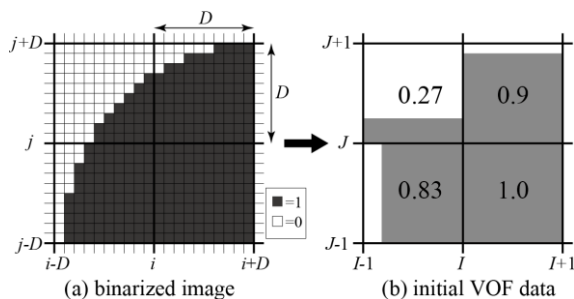 D
j+D
D
j
j-D
i-D
i
i+D
=1
=0
(a) binarized image
J+1
0.27
0.9
J
0.83
1.0
J-1
I-1
I
I+1
(b) initial VOF data